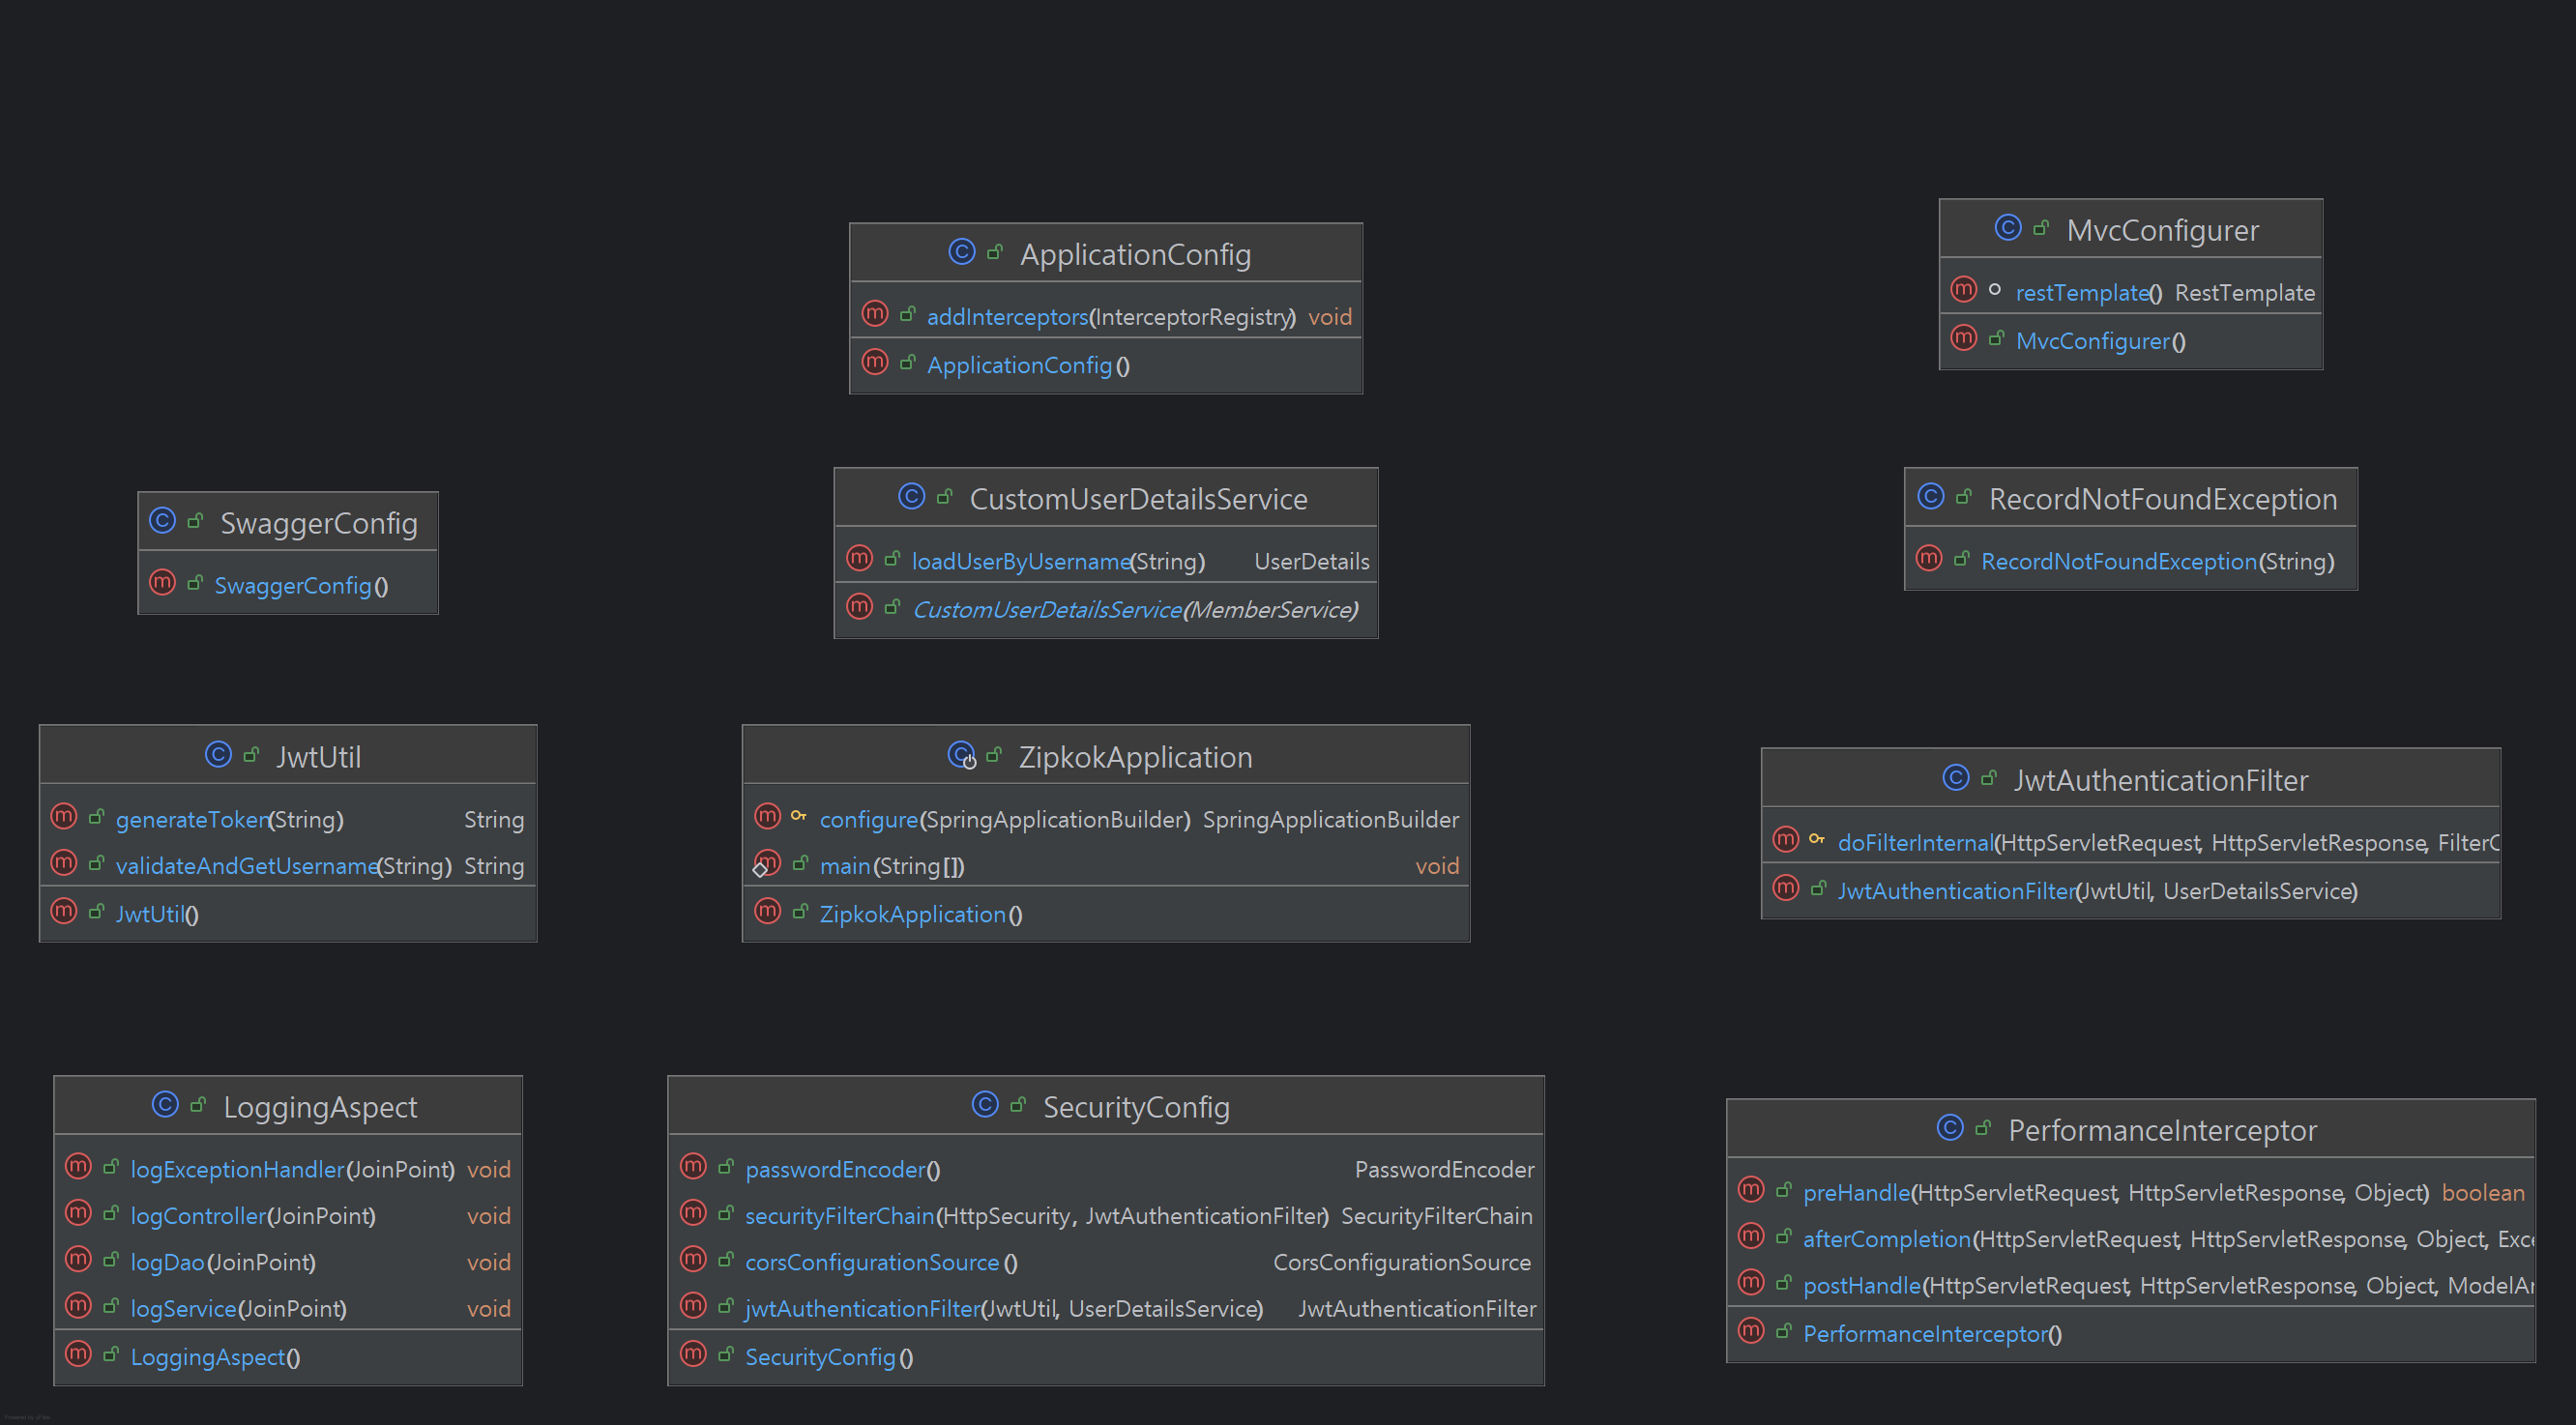 ApplicationConfig
addInterceptors(InterceptorRegistry) void
ApplicationConfig()
MvcConfigurer
restTemplate() RestTemplate
MvcConfigurer()
SwaggerConfig
SwaggerConfig()
CustomUserDetailsService
loadUserByUsername(String) UserDetails
CustomUserDetailsService(MemberService)
RecordNotFoundException
RecordNotFoundException(String)
JwtUtil
generateToken(String) String
validateAndGetUsername(String) String
JwtUtil()
ZipkokApplication
configure(SpringApplicationBuilder) SpringApplicationBuilder
main(String[]) void
ZipkokApplication()
JwtAuthenticationFilter
doFilterInternal(HttpServletRequest, HttpServletResponse, FilterC
JwtAuthenticationFilter(JwtUtil, UserDetailsService)
LoggingAspect
logExceptionHandler(JoinPoint) void
logController(JoinPoint) void
logDao(JoinPoint) void
logService(JoinPoint) void
LoggingAspect()
SecurityConfig
passwordEncoder() PasswordEncoder
securityFilterChain(HttpSecurity, JwtAuthenticationFilter) SecurityFilterChain
corsConfigurationSource() CorsConfigurationSource
jwtAuthenticationFilter(JwtUtil, UserDetailsService) JwtAuthenticationFilter
SecurityConfig()
PerformanceInterceptor
preHandle(HttpServletRequest, HttpServletResponse, Object) boolean
afterCompletion(HttpServletRequest, HttpServletResponse, Object, Exce
postHandle(HttpServletRequest, HttpServletResponse, Object, ModelAn
PerformanceInterceptor()